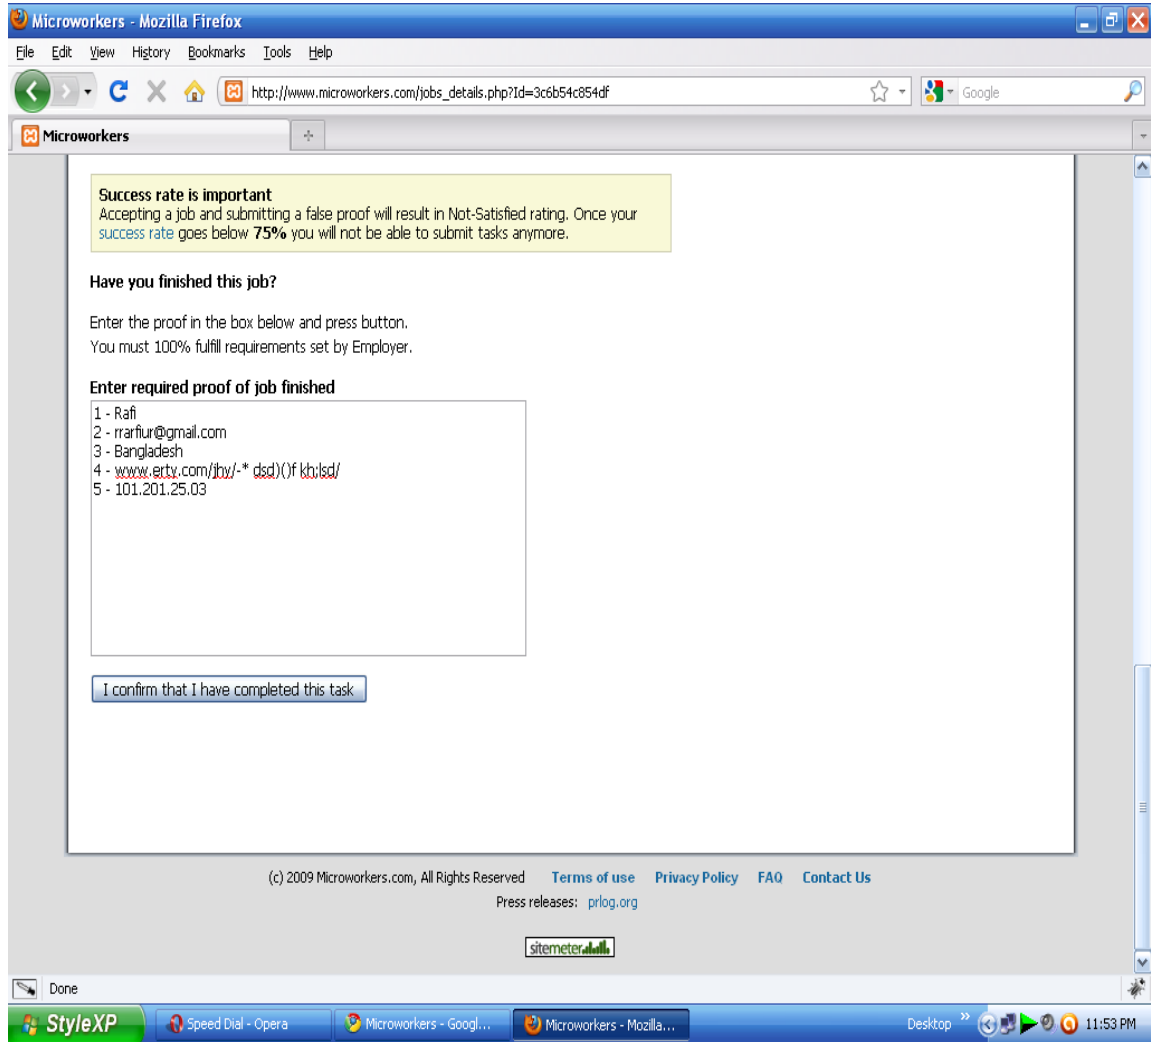 Microworkers - Mozilla Firefox
File Edit View History Bookmarks Tools Help
http://www.microworkers.com/jobs_details.php?Id=3c6b54c854df Google
Microworkers
Success rate is important
Accepting a job and submitting a false proof will result in Not-Satisfied rating. Once your
success rate goes below 75% you will not be able to submit tasks anymore.
Have you finished this job?
Enter the proof in the box below and press button.
You must 100% fulfill requirements set by Employer.
Enter required proof of job finished
1 - Rafi
2 - rrarfiur@gmail.com
3 - Bangladesh
4 - www.erty.com/jhy/-* dsd)()f kh;lsd/
5 - 101.201.25.03
I confirm that I have completed this task
(c) 2009 Microworkers.com, All Rights Reserved Terms of use Privacy Policy FAQ Contact Us
Press releases: prlog.org
sitemeter
Done
StyleXP Speed Dial - Opera Microworkers - Googl... Microworkers - Mozilla... Desktop » 11:53 PM